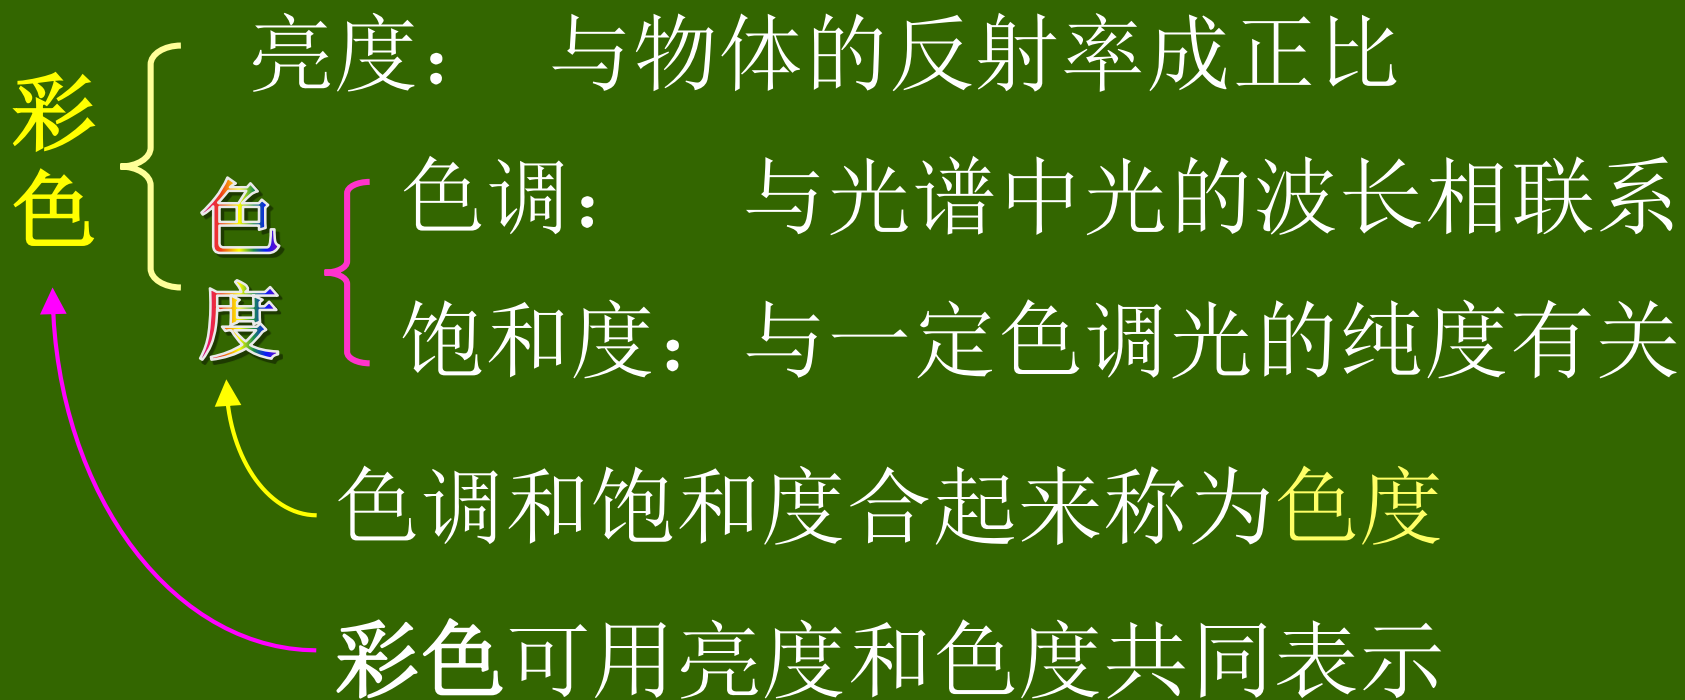 彩色
亮度： 与物体的反射率成正比
色度
色调： 与光谱中光的波长相联系
饱和度：与一定色调光的纯度有关
色调和饱和度合起来称为色度
彩色可用亮度和色度共同表示